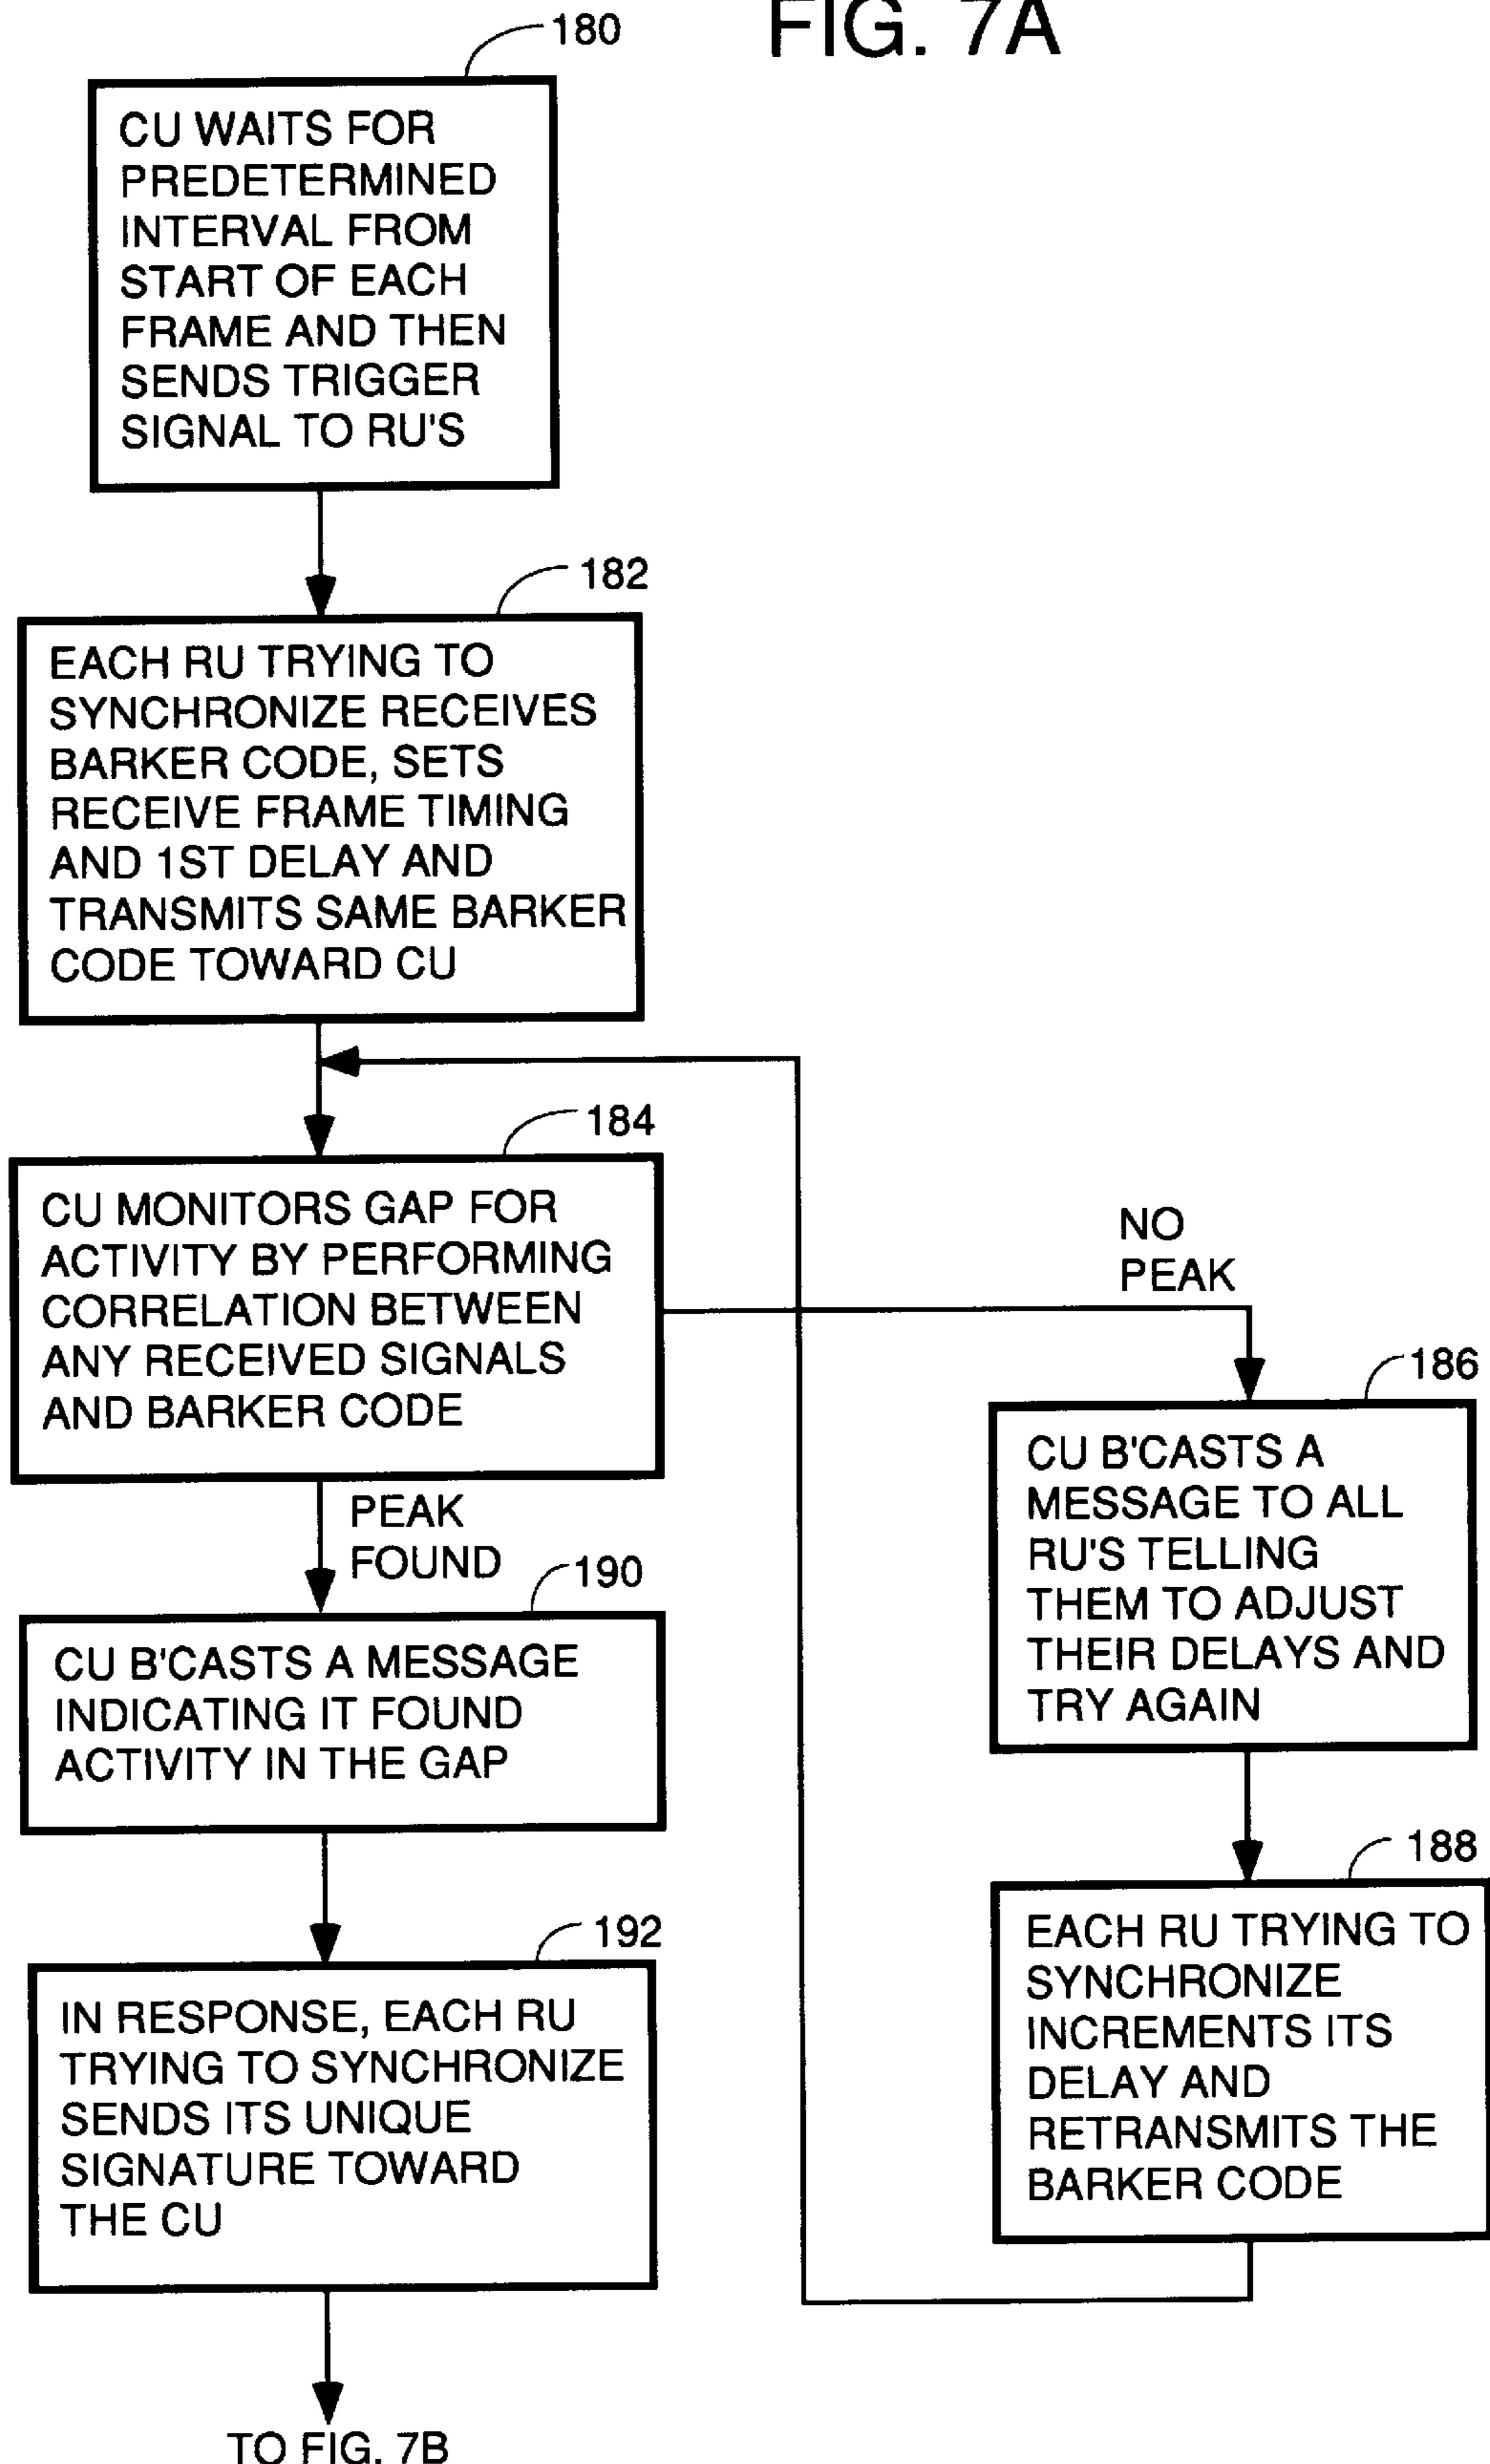 FIG. 7A
180
CU WAITS FOR
PREDETERMINED
INTERVAL FROM
START OF EACH
FRAME AND THEN
SENDS TRIGGER
SIGNAL TO RU'S
182
EACH RU TRYING TO
SYNCHRONIZE RECEIVES
BARKER CODE, SETS
RECEIVE FRAME TIMING
AND 1ST DELAY AND
TRANSMITS SAME BARKER
CODE TOWARD CU
184
CU MONITORS GAP FOR
ACTIVITY BY PERFORMING
CORRELATION BETWEEN
ANY RECEIVED SIGNALS
AND BARKER CODE
NO
PEAK
186
CU B'CASTS A
MESSAGE TO ALL
RU'S TELLING
THEM TO ADJUST
THEIR DELAYS AND
TRY AGAIN
188
EACH RU TRYING TO
SYNCHRONIZE
INCREMENTS ITS
DELAY AND
RETRANSMITS THE
BARKER CODE
PEAK
FOUND
190
CU B'CASTS A MESSAGE
INDICATING IT FOUND
ACTIVITY IN THE GAP
192
IN RESPONSE, EACH RU
TRYING TO SYNCHRONIZE
SENDS ITS UNIQUE
SIGNATURE TOWARD
THE CU
TO FIG. 7B